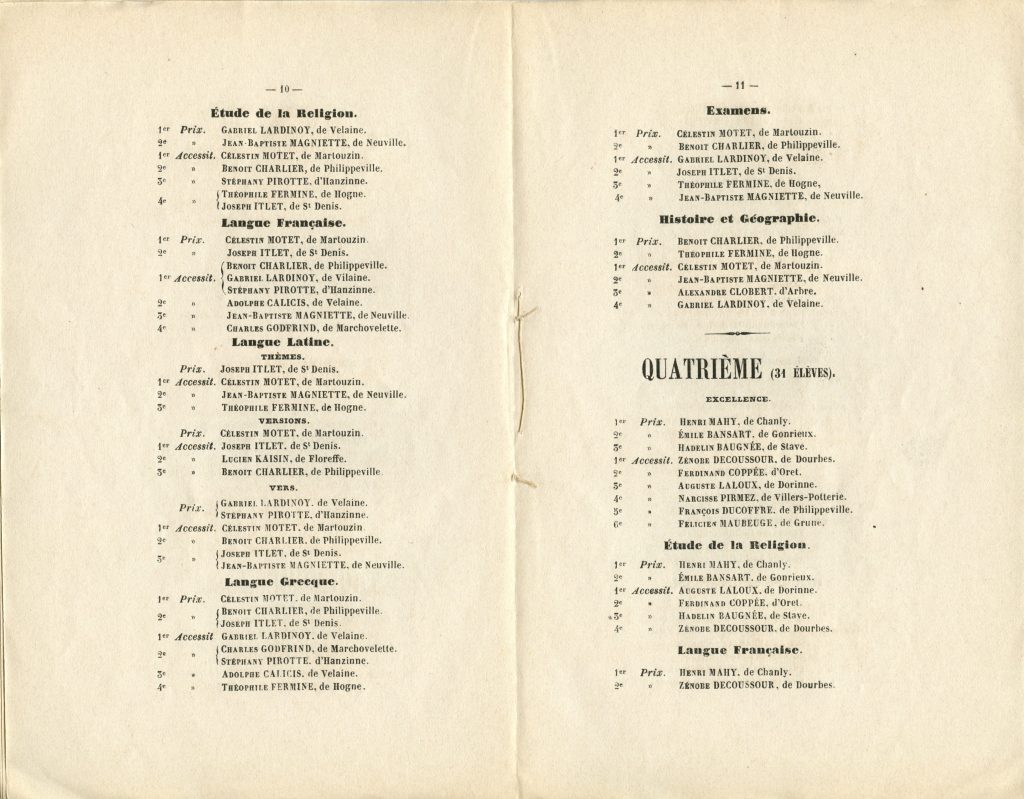 — 10 —
Étude de la Religion.
1er Prix. GABRIEL LARDINOY, de Velaine.
2e » JEAN-BAPTISTE MAGNIETTE, de Neuville.
1er Accessit. CÉLESTIN MOTET, de Martouzin.
2e » BENOIT CHARLIER, de Philippeville.
3e » STÉPHANY PIROTTE, d'Hanzinne.
4e » THÉOPHILE FERMINE, de Hogne.
JOSEPH ITLET, de St Denis.
Langue Française.
1er Prix. CÉLESTIN MOTET, de Martouzin.
2e » JOSEPH ITLET, de St Denis.
BENOIT CHARLIER, de Philippeville.
1er Accessit. GABRIEL LARDINOY, de Vilaine.
STÉPHANY PIROTTE, d'Hanzinne.
2e » ADOLPHE CALICIS, de Velaine.
3e » JEAN-BAPTISTE MAGNIETTE, de Neuville.
4e » CHARLES GODFRIND, de Marchovelette.
Langue Latine.
THÈMES.
Prix. JOSEPH ITLET, de St Denis.
1er Accessit. CÉLESTIN MOTET, de Martouzin.
2e » JEAN-BAPTISTE MAGNIETTE, de Neuville.
3e » THÉOPHILE FERMINE, de Hogne.
VERSIONS.
Prix. CÉLESTIN MOTET, de Martouzin.
1er Accessit. JOSEPH ITLET, de St Denis.
2e » LUCIEN KAISIN, de Floreffe.
3e » BENOIT CHARLIER, de Philippeville
VERS.
Prix. GABRIEL LARDINOY, de Velaine.
STÉPHANY PIROTTE, d'Hanzinne.
1er Accessit. CÉLESTIN MOTET, de Martouzin
2e » BENOIT CHARLIER, de Philippeville.
3e » JOSEPH ITLET, de St Denis.
JEAN-BAPTISTE MAGNIETTE, de Neuville.
Langue Grecque.
1er Prix. CÉLESTIN MOTET, de Martouzin.
2e » BENOIT CHARLIER, de Philippeville.
JOSEPH ITLET, de St Denis.
1er Accessit GABRIEL LARDINOY, de Velaine.
2e » CHARLES GODFRIND, de Marchovelette.
STÉPHANY PIROTTE, d'Hanzinne.
3e » ADOLPHE CALICIS, de Velaine.
4e » THÉOPHILE FERMINE, de Hogne.
— 11 —
Examens.
1er Prix. CÉLESTIN MOTET, de Martouzin.
2e » BENOIT CHARLIER, de Philippeville.
1er Accessit. GABRIEL LARDINOY, de Velaine.
2e » JOSEPH ITLET, de St Denis.
3e » THÉOPHILE FERMINE, de Hogne,
4e » JEAN-BAPTISTE MAGNIETTE, de Neuville.
Histoire et Géographie.
1er Prix. BENOIT CHARLIER, de Philippeville.
2e » THÉOPHILE FERMINE, de Hogne.
1er Accessit. CÉLESTIN MOTET, de Martouzin.
2e » JEAN-BAPTISTE MAGNIETTE, de Neuville.
3e » ALEXANDRE CLOBERT, d'Arbre.
4e » GABRIEL LARDINOY, de Velaine.
QUATRIÈME (31 ÉLÈVES).
EXCELLENCE.
1er Prix. HENRI MAHY, de Chanly.
2e » ÉMILE BANSART, de Gonrieux.
3e » HADELIN BAUGNÉE, de Stave.
1er Accessit. ZÉNOBE DECOUSSOUR, de Dourbes.
2e » FERDINAND COPPÉE, d'Oret.
3e » AUGUSTE LALOUX, de Dorinne.
4e » NARCISSE PIRMEZ, de Villers-Potterie.
5e » FRANÇOIS DUCOFFRE, de Philippeville.
6e » FÉLICIEN MAUBEUGE, de Grune.
Étude de la Religion.
1er Prix. HENRI MAHY, de Chanly.
2e » ÉMILE BANSART, de Gonrieux.
1er Accessit. AUGUSTE LALOUX, de Dorinne.
2e » FERDINAND COPPÉE, d'Oret.
3e » HADELIN BAUGNÉE, de Stave.
4e » ZÉNOBE DECOUSSOUR, de Dourbes.
Langue Française.
1er Prix. HENRI MAHY, de Chanly.
2e » ZÉNOBE DECOUSSOUR, de Dourbes.